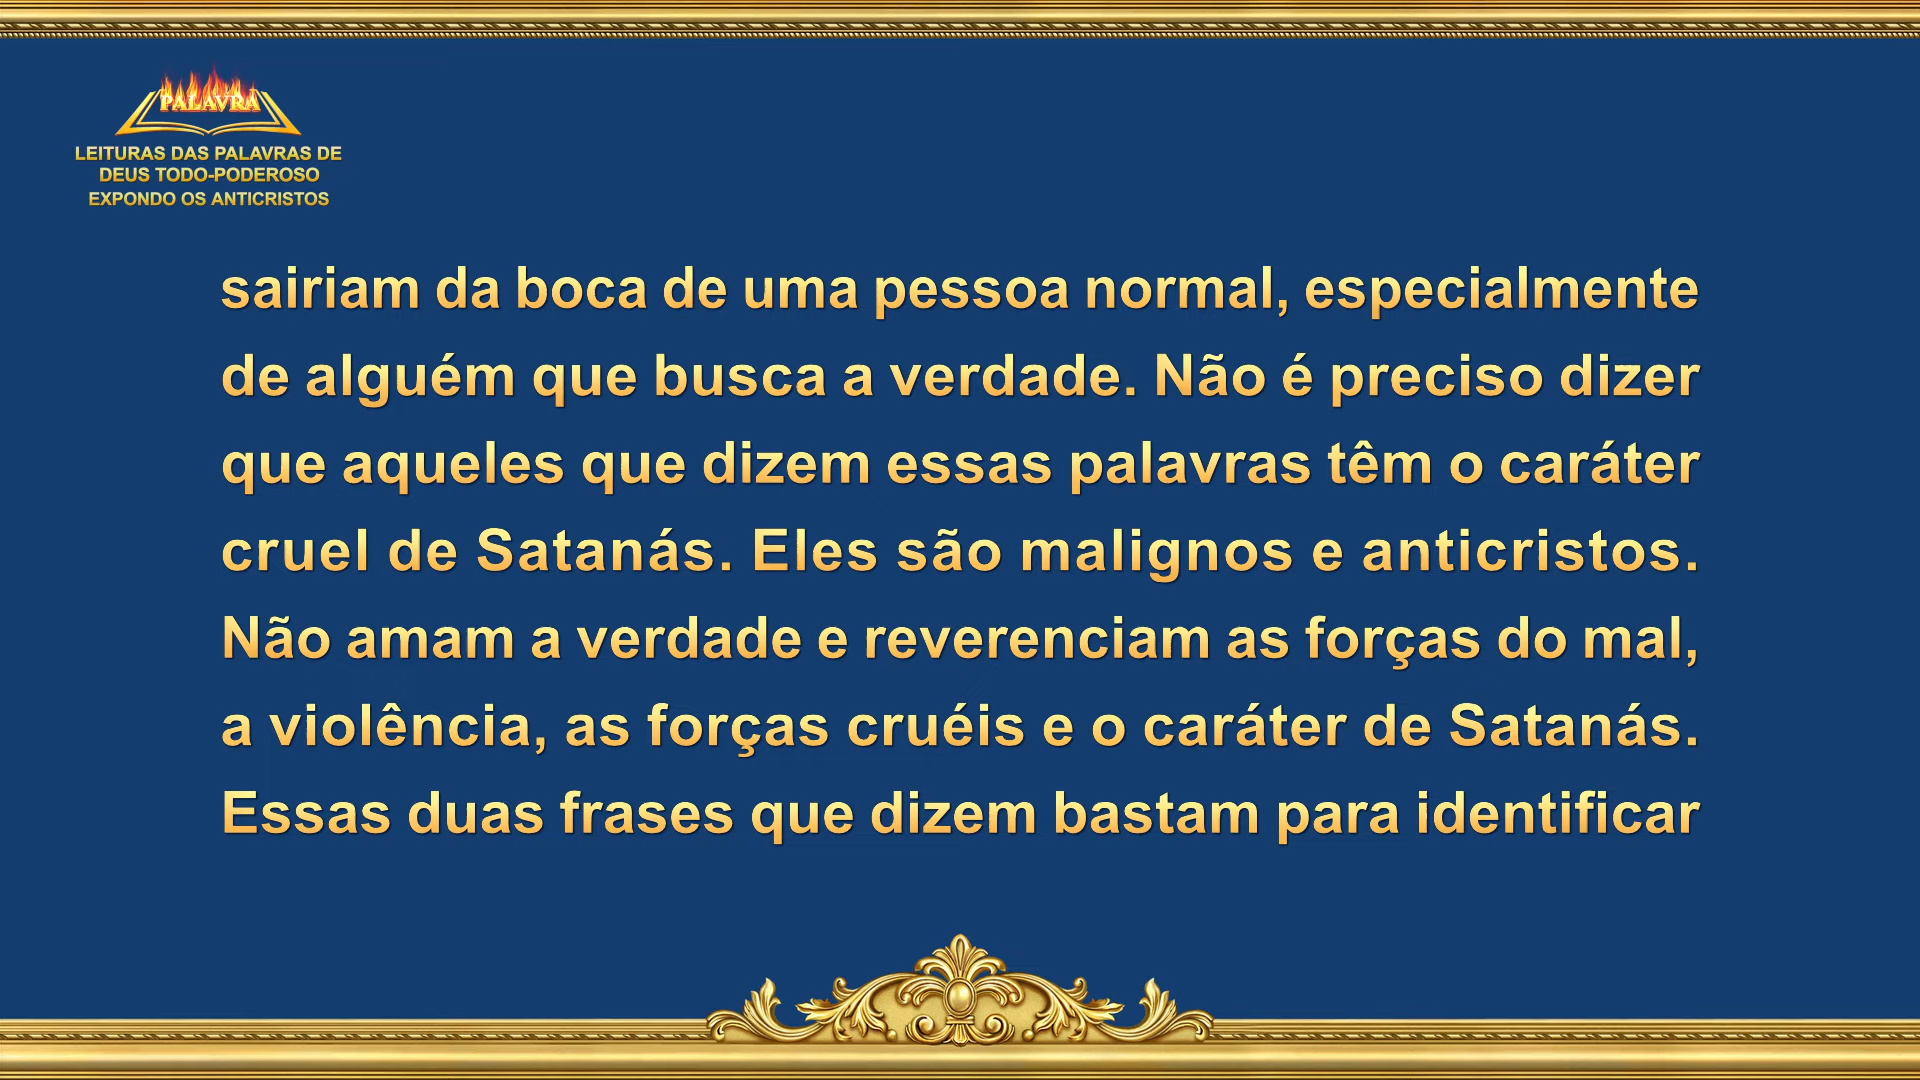 PALAVRA
LEITURAS DAS PALAVRAS DE
DEUS TODO-PODEROSO
EXPONDO OS ANTICRISTOS
sairiam da boca de uma pessoa normal, especialmente
de alguém que busca a verdade. Não é preciso dizer
que aqueles que dizem essas palavras têm o caráter
cruel de Satanás. Eles são malignos e anticristos.
Não amam a verdade e reverenciam as forças do mal,
a violência, as forças cruéis e o caráter de Satanás.
Essas duas frases que dizem bastam para identificar